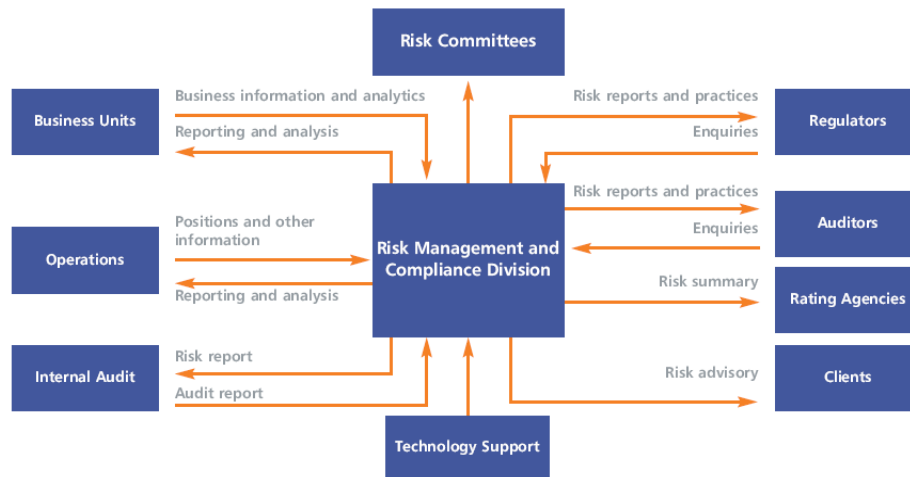 Risk Committees
Business Units
Business information and analytics
Reporting and analysis
Risk reports and practices
Enquiries
Regulators
Operations
Positions and other
information
Reporting and analysis
Risk Management and
Compliance Division
Risk reports and practices
Enquiries
Auditors
Risk summary
Rating Agencies
Internal Audit
Risk report
Audit report
Risk advisory
Clients
Technology Support